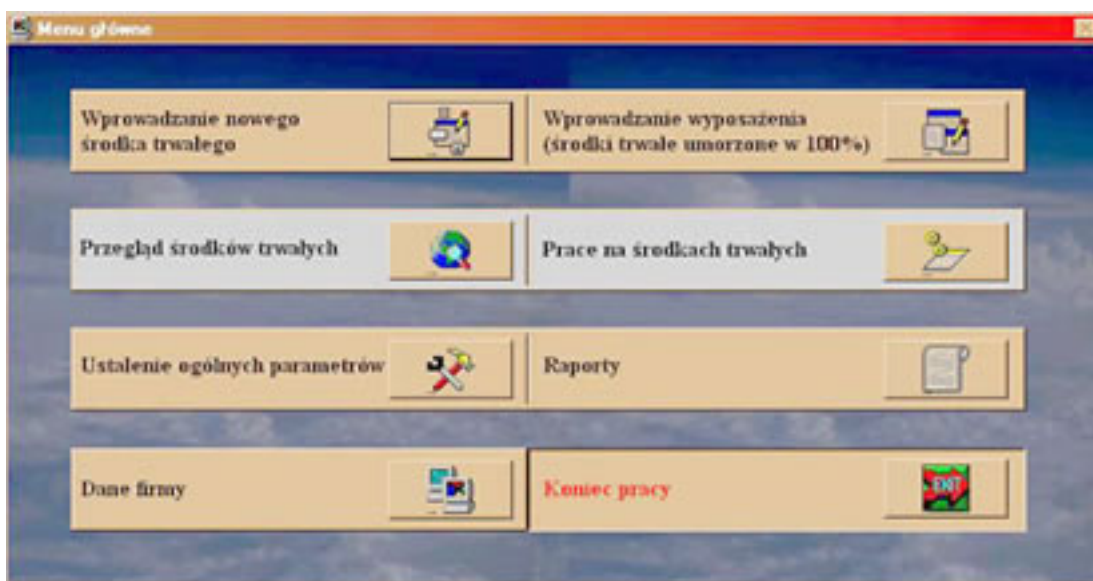 Menu główne
Wprowadzanie nowego
środka trwałego
Wprowadzanie wyposażenia
(środki trwałe umorzone w 100%)
Przegląd środków trwałych
Prace na środkach trwałych
Ustalenie ogólnych parametrów
Raporty
Dane firmy
Koniec pracy
EXIT